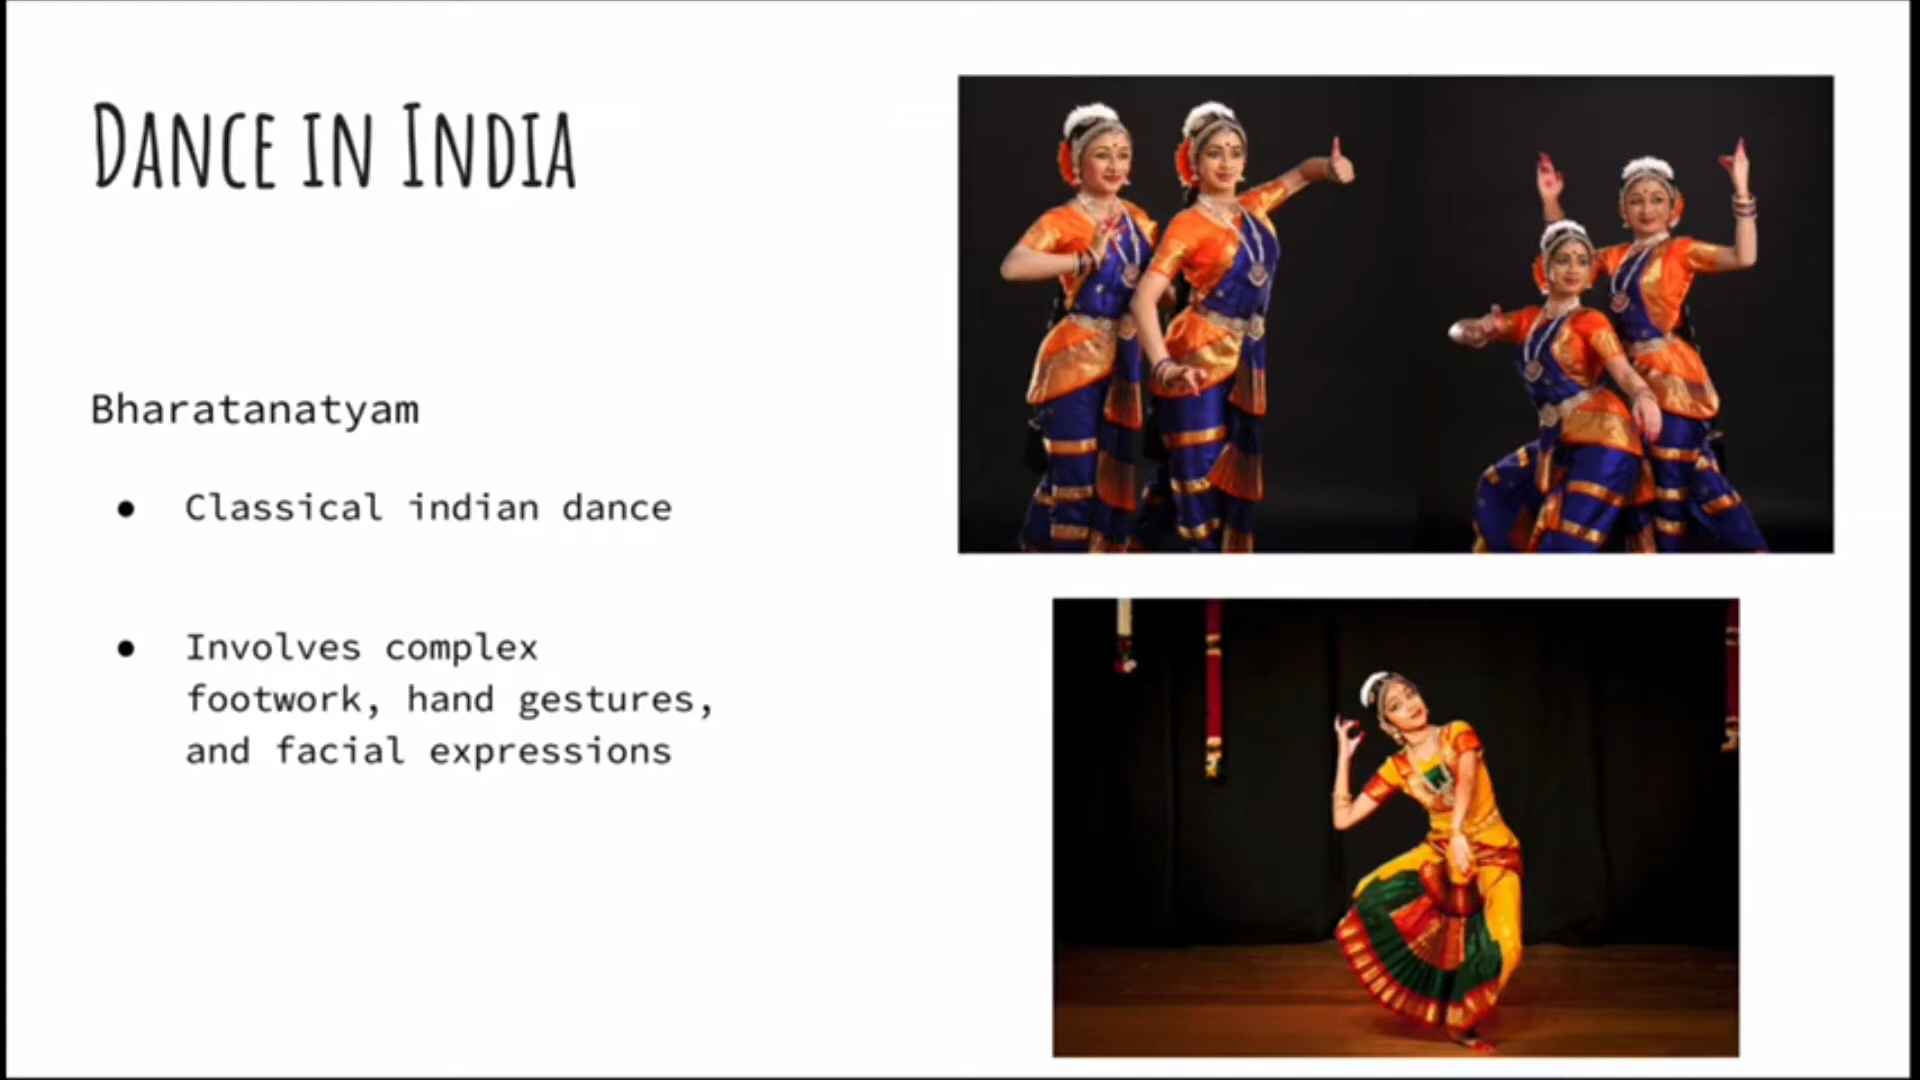 Dance in India
Bharatanatyam
● Classical indian dance
● Involves complex
footwork, hand gestures,
and facial expressions